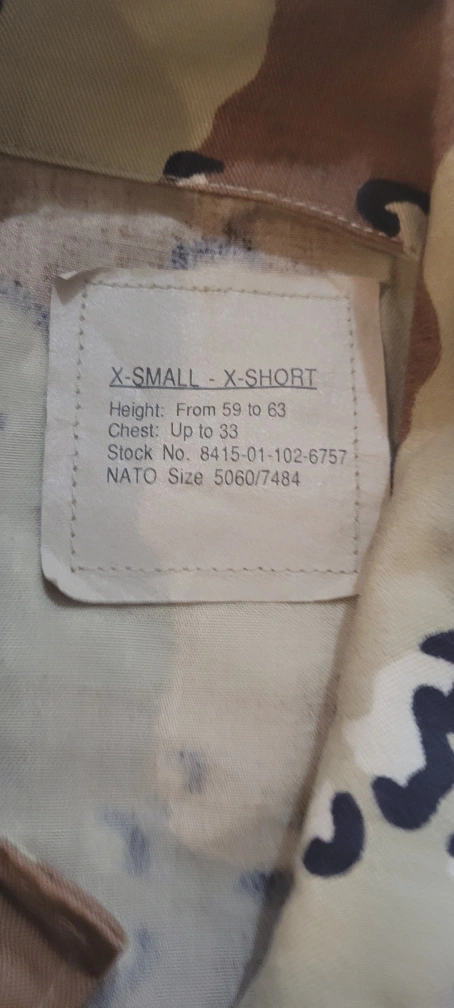 X-SMALL - X-SHORT
Height: From 59 to 63
Chest: Up to 33
Stock No. 8415-01-102-6757
NATO Size 5060/7484